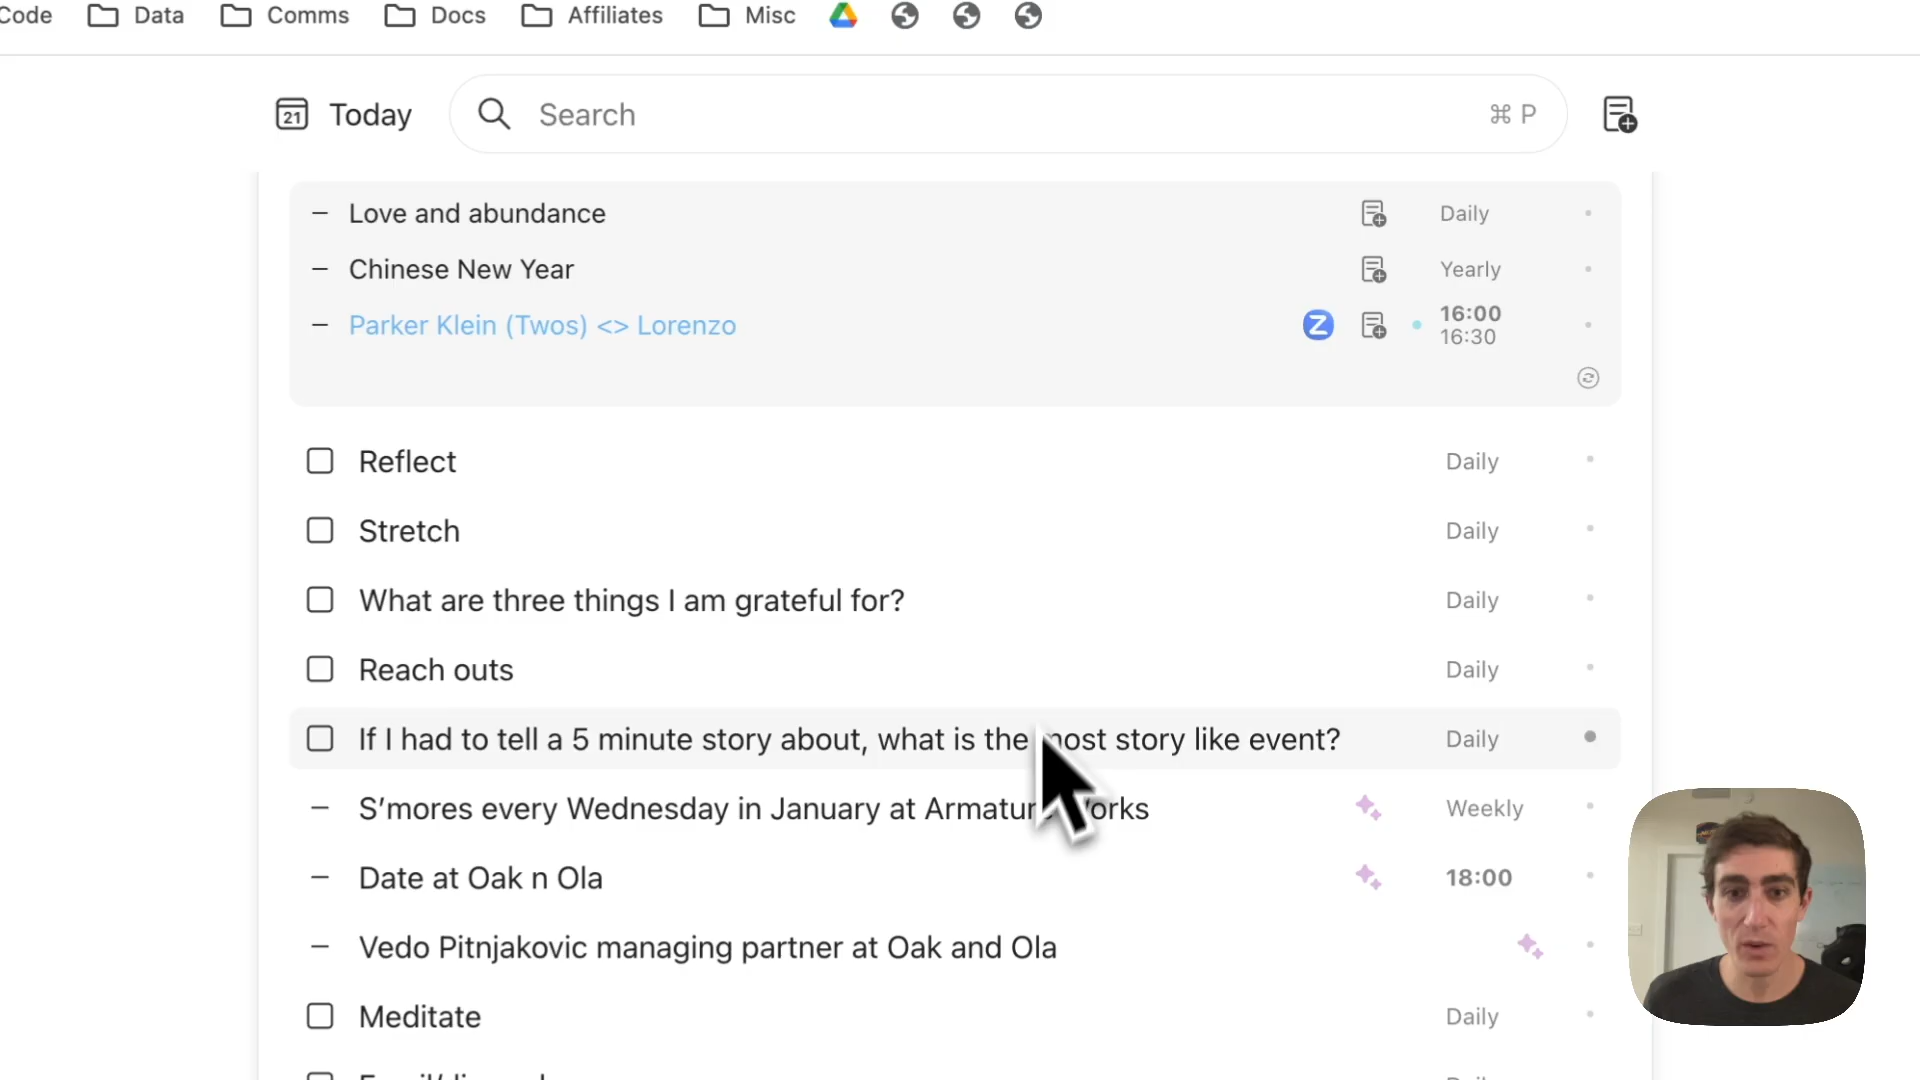 Code Data Comms Docs Affiliates Misc
21 Today Search ⌘ P
– Love and abundance Daily
– Chinese New Year Yearly
– Parker Klein (Twos) <> Lorenzo Z 16:00
16:30
Reflect Daily
Stretch Daily
What are three things I am grateful for? Daily
Reach outs Daily
If I had to tell a 5 minute story about, what is the most story like event? Daily
– S’mores every Wednesday in January at Armature Works Weekly
– Date at Oak n Ola 18:00
– Vedo Pitnjakovic managing partner at Oak and Ola
Meditate Daily